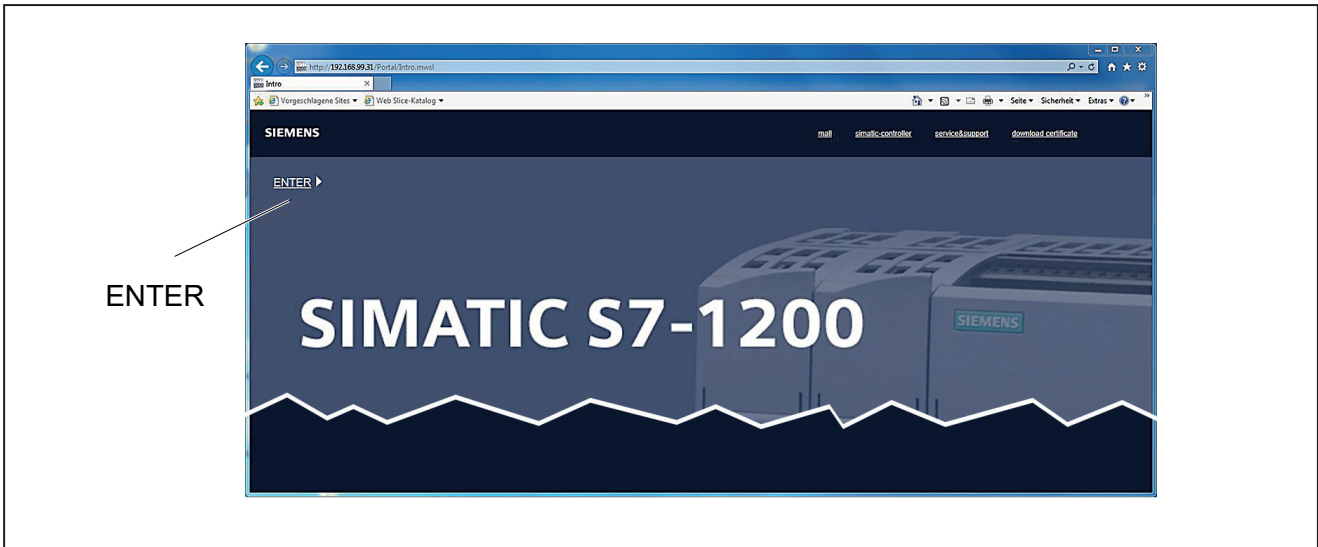 http://192.168.99.31/Portal/Intro.mwsl
Intro
Vorgeschlagene Sites Web Slice-Katalog Seite Sicherheit Extras
SIEMENS mall simatic-controller service&support download certificate
ENTER
ENTER
SIMATIC S7-1200
SIEMENS